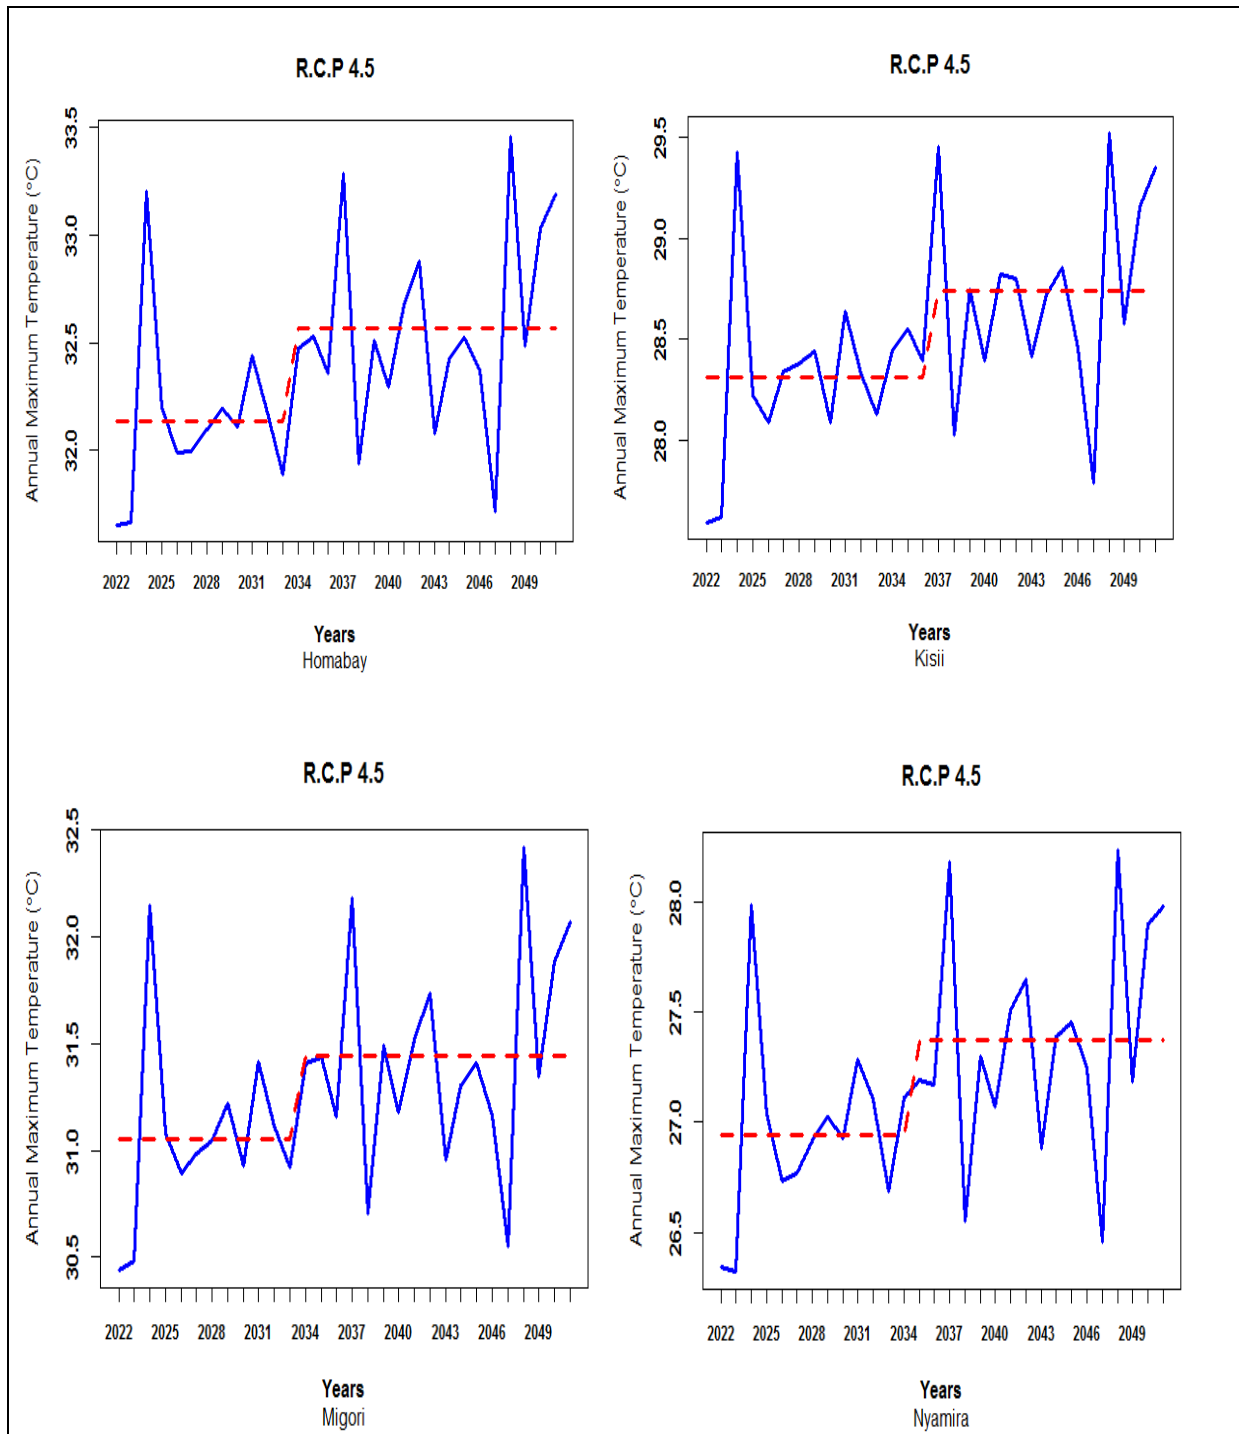 R.C.P 4.5
Annual Maximum Temperature (°C)
33.5
33.0
32.5
32.0
2022 2025 2028 2031 2034 2037 2040 2043 2046 2049
Years
Homabay
R.C.P 4.5
Annual Maximum Temperature (°C)
29.5
29.0
28.5
28.0
2022 2025 2028 2031 2034 2037 2040 2043 2046 2049
Years
Kisii
R.C.P 4.5
Annual Maximum Temperature (°C)
32.5
32.0
31.5
31.0
30.5
2022 2025 2028 2031 2034 2037 2040 2043 2046 2049
Years
Migori
R.C.P 4.5
Annual Maximum Temperature (°C)
28.0
27.5
27.0
26.5
2022 2025 2028 2031 2034 2037 2040 2043 2046 2049
Years
Nyamira